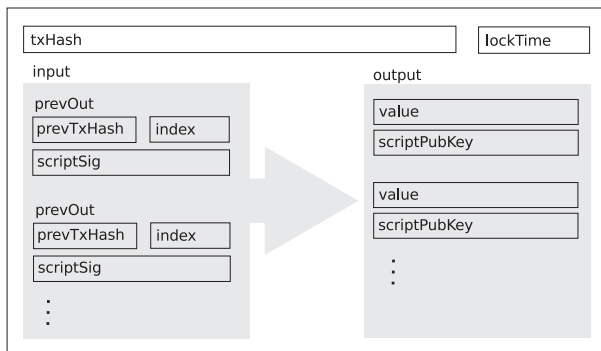 txHash
lockTime
input
prevOut
prevTxHash index
scriptSig
prevOut
prevTxHash index
scriptSig
output
value
scriptPubKey
value
scriptPubKey